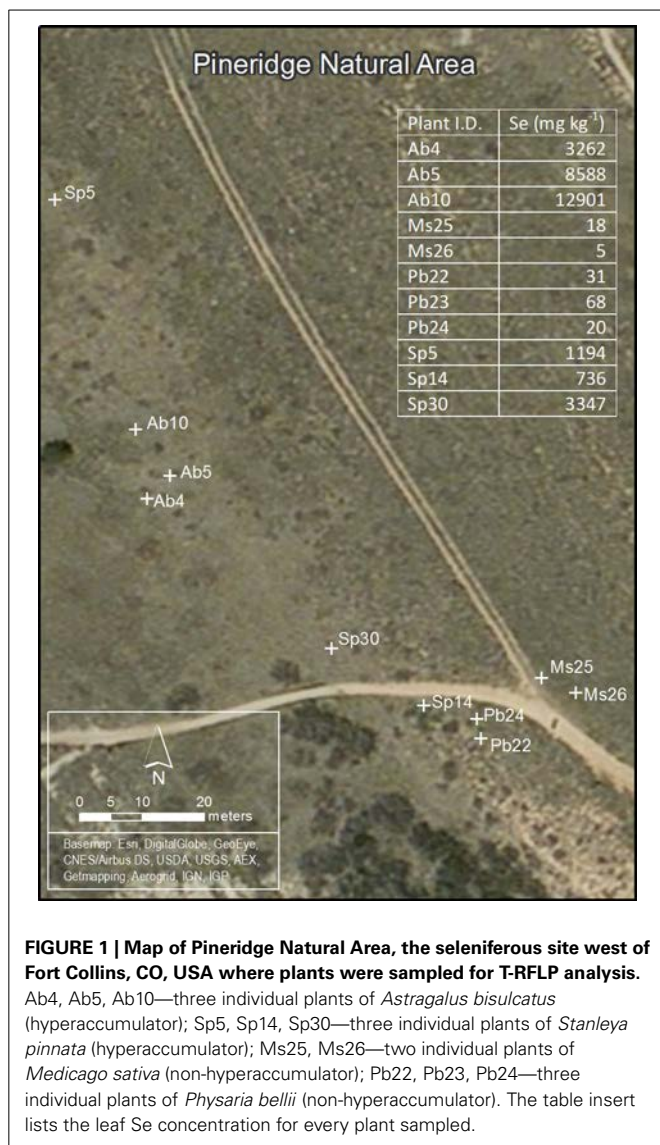 Pineridge Natural Area
Plant I.D. Se (mg kg⁻¹)
Ab4 3262
Ab5 8588
Ab10 12901
Ms25 18
Ms26 5
Pb22 31
Pb23 68
Pb24 20
Sp5 1194
Sp14 736
Sp30 3347
Sp5
Ab10
Ab5
Ab4
Sp30
Ms25
Ms26
Sp14
Pb24
Pb22
N
0 5 10 20
meters
Basemap: Esri, DigitalGlobe, GeoEye,
CNES/Airbus DS, USDA, USGS, AEX,
Getmapping, Aerogrid, IGN, IGP
FIGURE 1 | Map of Pineridge Natural Area, the seleniferous site west of
Fort Collins, CO, USA where plants were sampled for T-RFLP analysis.
Ab4, Ab5, Ab10—three individual plants of Astragalus bisulcatus
(hyperaccumulator); Sp5, Sp14, Sp30—three individual plants of Stanleya
pinnata (hyperaccumulator); Ms25, Ms26—two individual plants of
Medicago sativa (non-hyperaccumulator); Pb22, Pb23, Pb24—three
individual plants of Physaria bellii (non-hyperaccumulator). The table insert
lists the leaf Se concentration for every plant sampled.